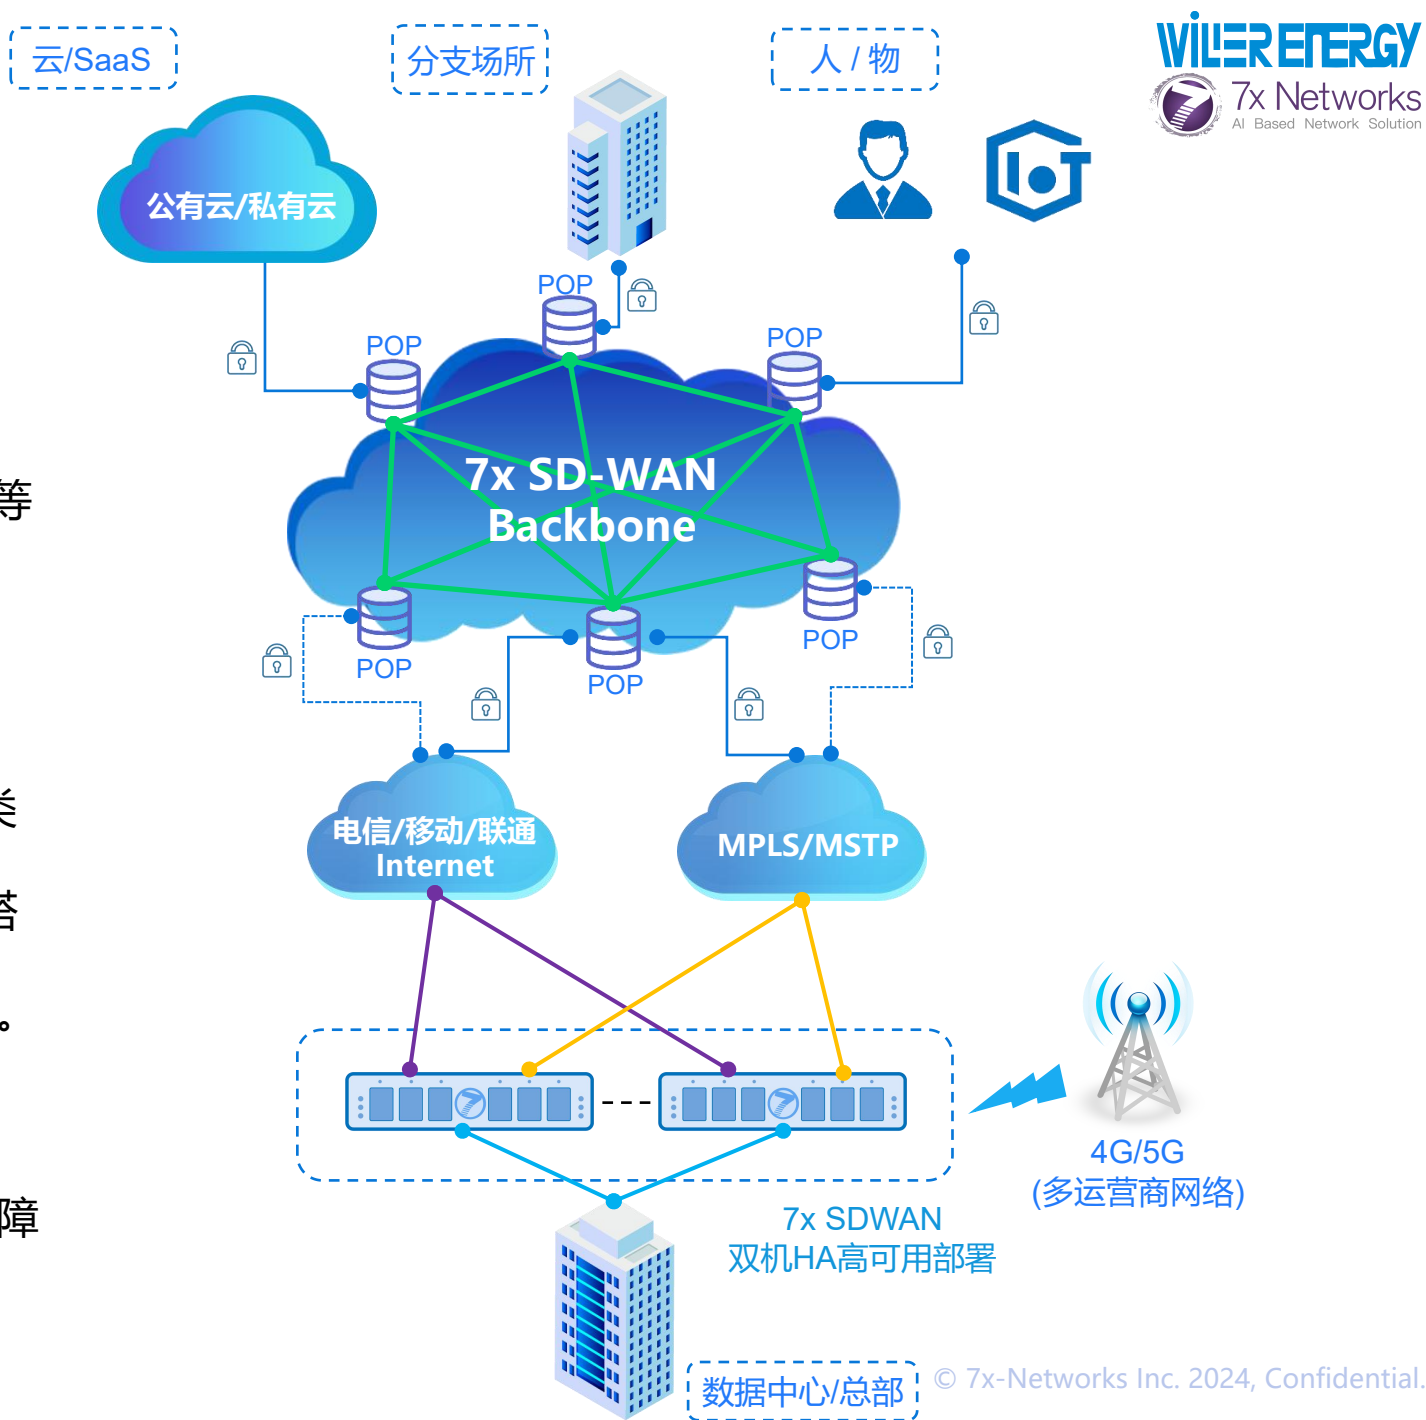 云/SaaS
分支场所
人 / 物
WILLER ENERGY
7x Networks
AI Based Network Solution
公有云/私有云
IoT
POP
POP
POP
7x SD-WAN
Backbone
等
POP
POP
POP
类
电信/移动/联通
Internet
MPLS/MSTP
搭
。
4G/5G
(多运营商网络)
障
7x SDWAN
双机HA高可用部署
数据中心/总部
© 7x-Networks Inc. 2024, Confidential.